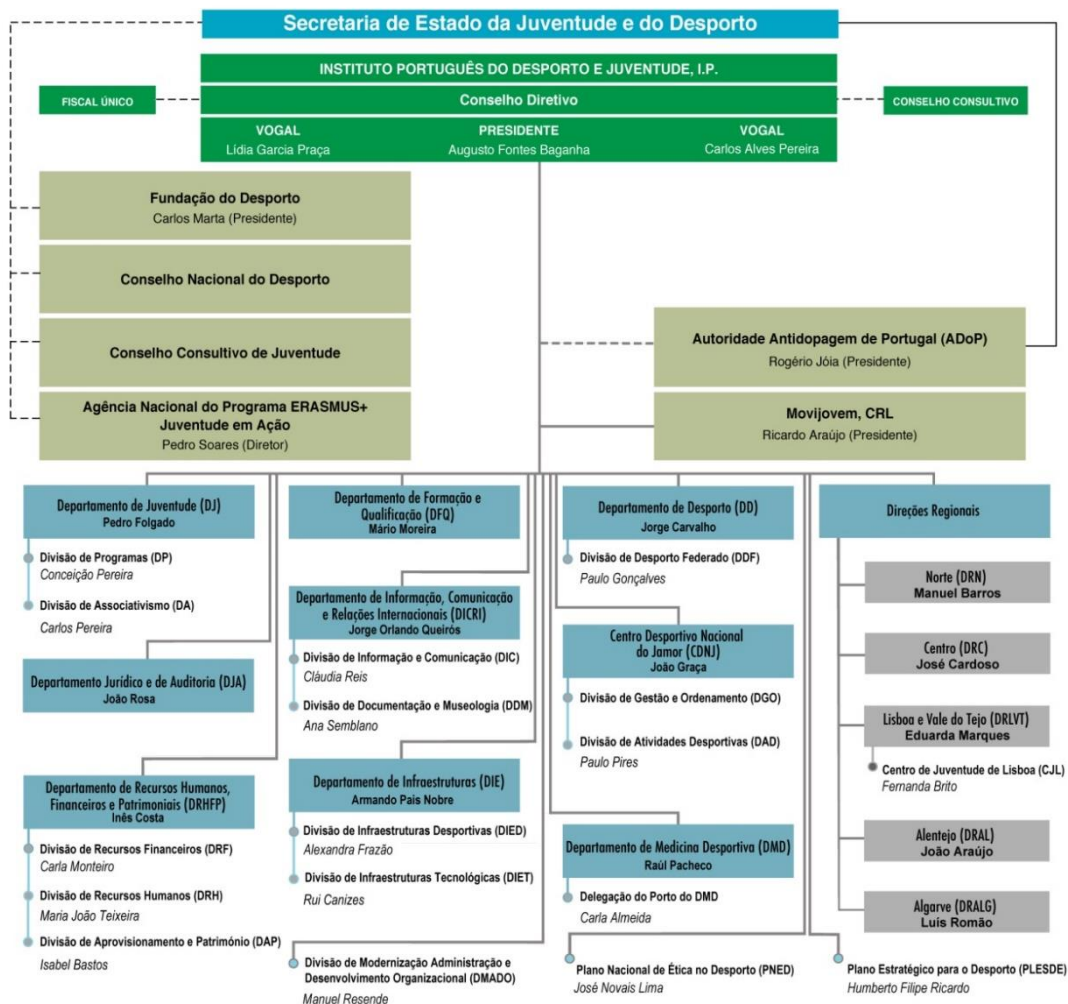 Secretaria de Estado da Juventude e do Desporto
INSTITUTO PORTUGUÊS DO DESPORTO E JUVENTUDE, I.P.
FISCAL ÚNICO
Conselho Diretivo
CONSELHO CONSULTIVO
VOGAL
Lídia Garcia Praça
PRESIDENTE
Augusto Fontes Baganha
VOGAL
Carlos Alves Pereira
Fundação do Desporto
Carlos Marta (Presidente)
Conselho Nacional do Desporto
Conselho Consultivo de Juventude
Agência Nacional do Programa ERASMUS+
Juventude em Ação
Pedro Soares (Diretor)
Autoridade Antidopagem de Portugal (ADoP)
Rogério Jóia (Presidente)
Movijovem, CRL
Ricardo Araújo (Presidente)
Departamento de Juventude (DJ)
Pedro Folgado
Divisão de Programas (DP)
Conceição Pereira
Divisão de Associativismo (DA)
Carlos Pereira
Departamento Jurídico e de Auditoria (DJA)
João Rosa
Departamento de Recursos Humanos,
Financeiros e Patrimoniais (DRHFP)
Inês Costa
Divisão de Recursos Financeiros (DRF)
Carla Monteiro
Divisão de Recursos Humanos (DRH)
Maria João Teixeira
Divisão de Aprovisionamento e Património (DAP)
Isabel Bastos
Departamento de Formação e
Qualificação (DFQ)
Mário Moreira
Departamento de Informação, Comunicação
e Relações Internacionais (DICRI)
Jorge Orlando Queirós
Divisão de Informação e Comunicação (DIC)
Cláudia Reis
Divisão de Documentação e Museologia (DDM)
Ana Semblano
Departamento de Infraestruturas (DIE)
Armando Pais Nobre
Divisão de Infraestruturas Desportivas (DIED)
Alexandra Frazão
Divisão de Infraestruturas Tecnológicas (DIET)
Rui Canizes
Divisão de Modernização Administração e
Desenvolvimento Organizacional (DMADO)
Manuel Resende
Departamento de Desporto (DD)
Jorge Carvalho
Divisão de Desporto Federado (DDF)
Paulo Gonçalves
Centro Desportivo Nacional
do Jamor (CDNJ)
João Graça
Divisão de Gestão e Ordenamento (DGO)
Divisão de Atividades Desportivas (DAD)
Paulo Pires
Departamento de Medicina Desportiva (DMD)
Raúl Pacheco
Delegação do Porto do DMD
Carla Almeida
Plano Nacional de Ética no Desporto (PNED)
José Novais Lima
Direções Regionais
Norte (DRN)
Manuel Barros
Centro (DRC)
José Cardoso
Lisboa e Vale do Tejo (DRLVT)
Eduarda Marques
Centro de Juventude de Lisboa (CJL)
Fernanda Brito
Alentejo (DRAL)
João Araújo
Algarve (DRALG)
Luís Romão
Plano Estratégico para o Desporto (PLESDE)
Humberto Filipe Ricardo